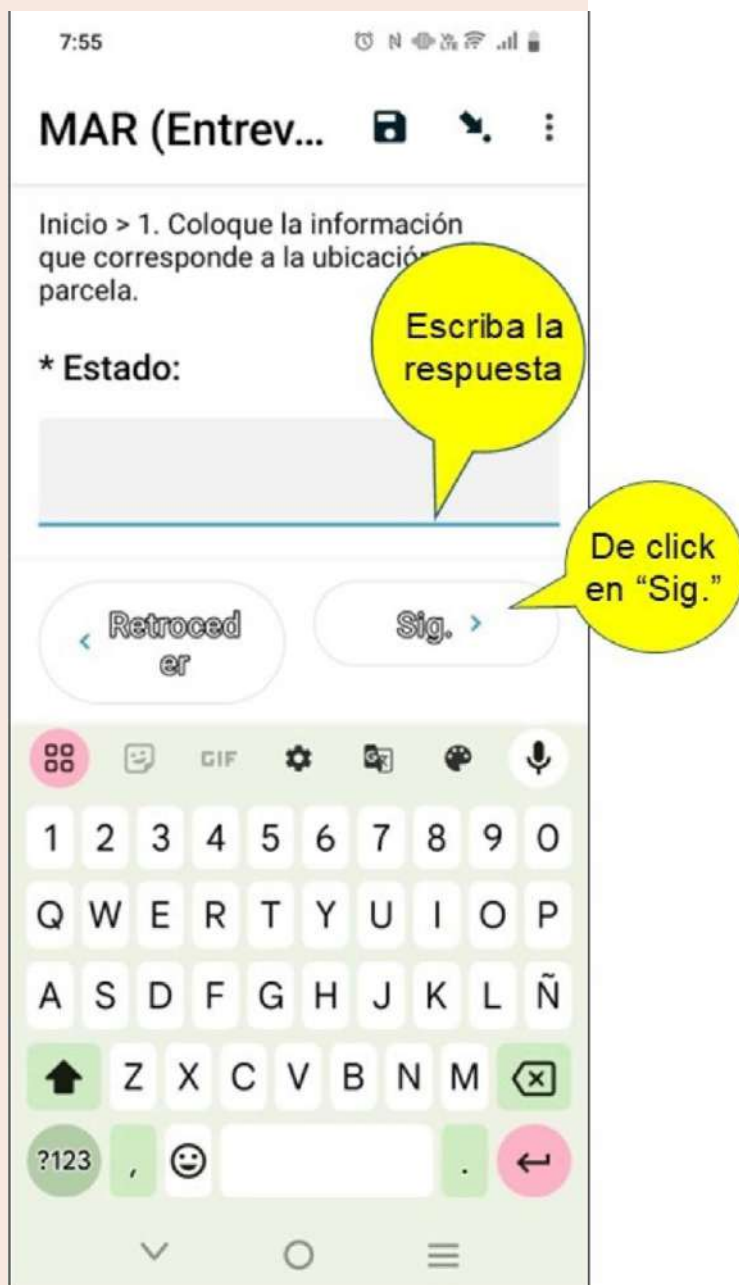 7:55
MAR (Entrev...
Inicio > 1. Coloque la información
que corresponde a la ubicació
parcela.
Escriba la
respuesta
* Estado:
De click
en “Sig.”
Retroced
er
Sig.
GIF
1 2 3 4 5 6 7 8 9 0
Q W E R T Y U I O P
A S D F G H J K L Ñ
Z X C V B N M
?123 , .